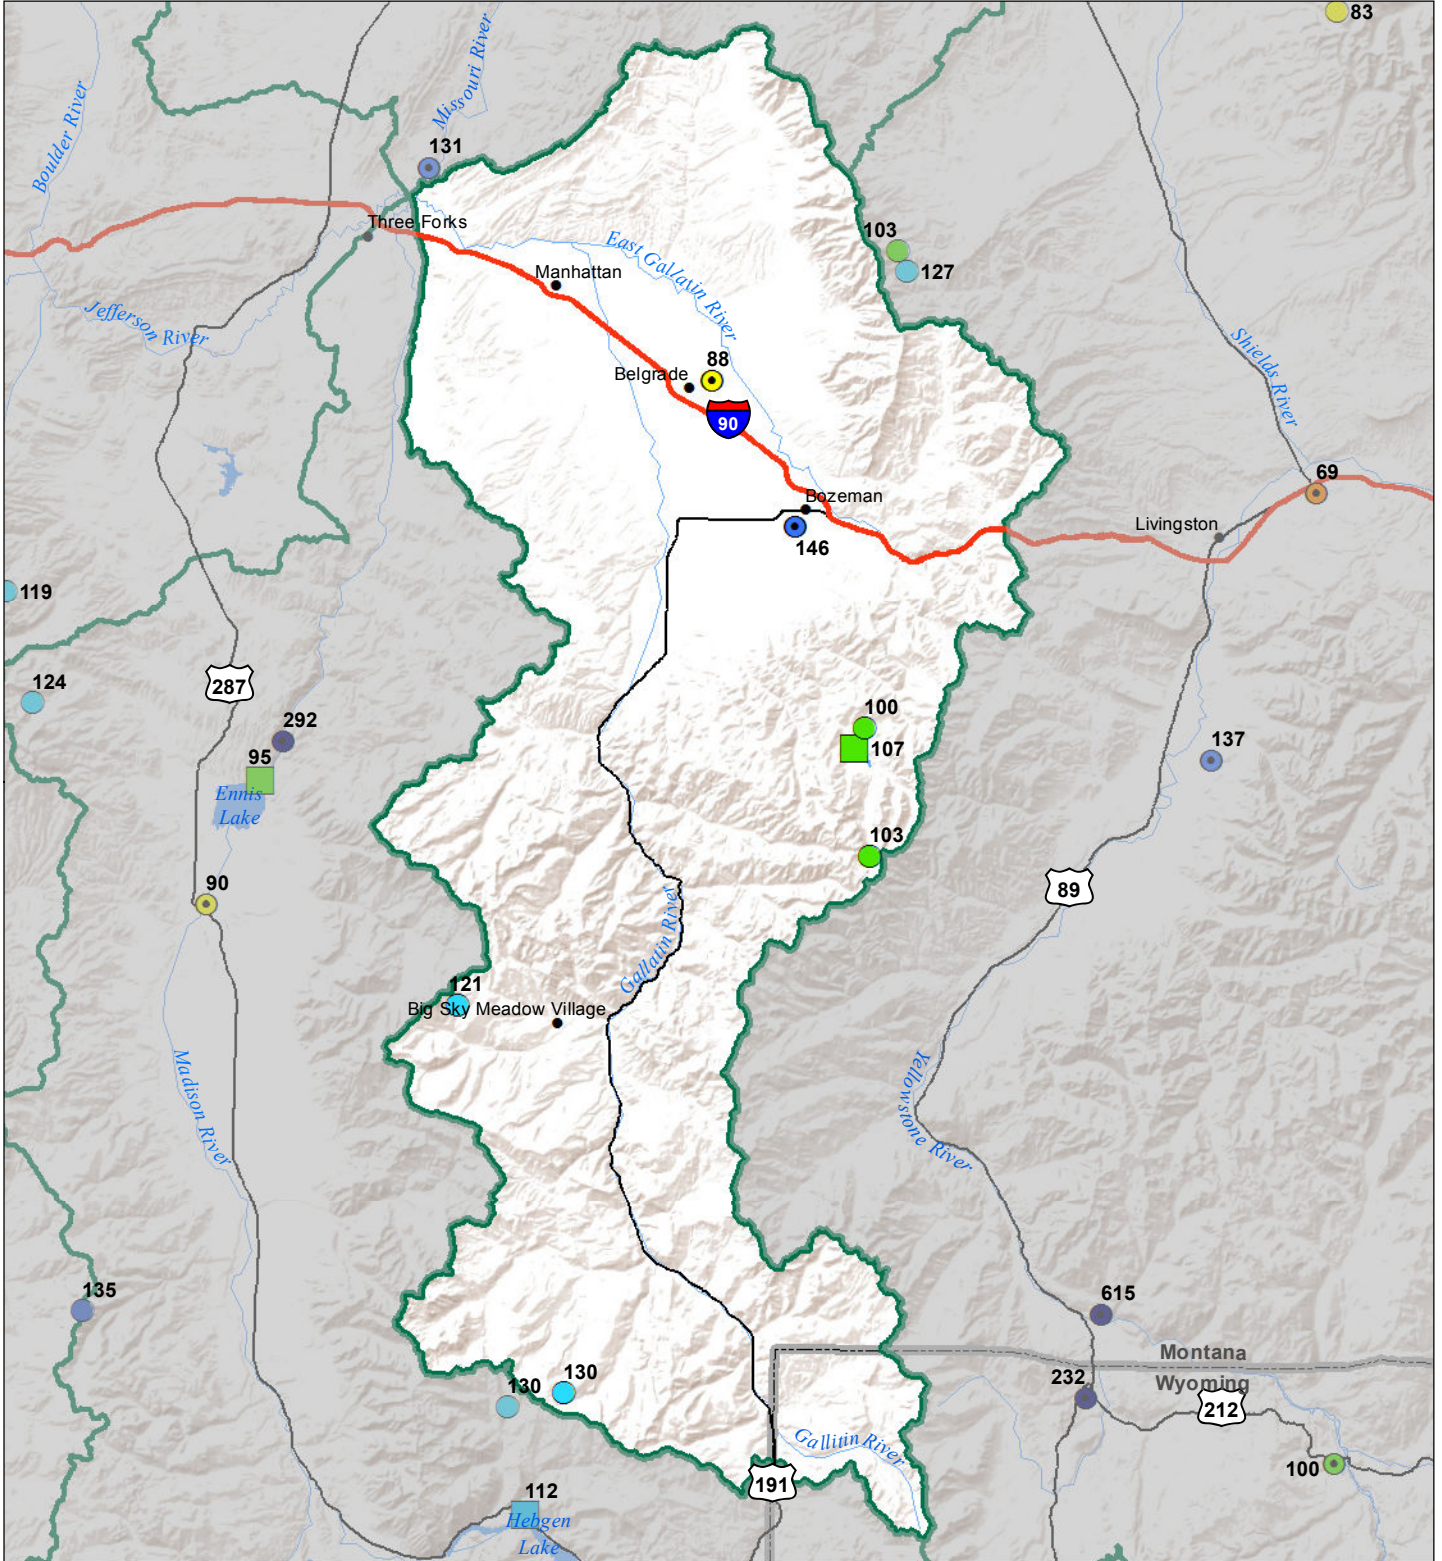 83
Missouri River
Boulder River
131
Three Forks
103
East Gallatin River
127
Manhattan
Jefferson River
Shields River
88
Belgrade
90
69
Bozeman
Livingston
146
119
124
287
100
292
107
137
95
Ennis
Lake
103
90
89
Gallatin River
121
Big Sky Meadow Village
Madison River
Yellowstone River
135
615
Montana
Wyoming
232
130
130
212
Gallitin River
100
191
112
Hebgen
Lake